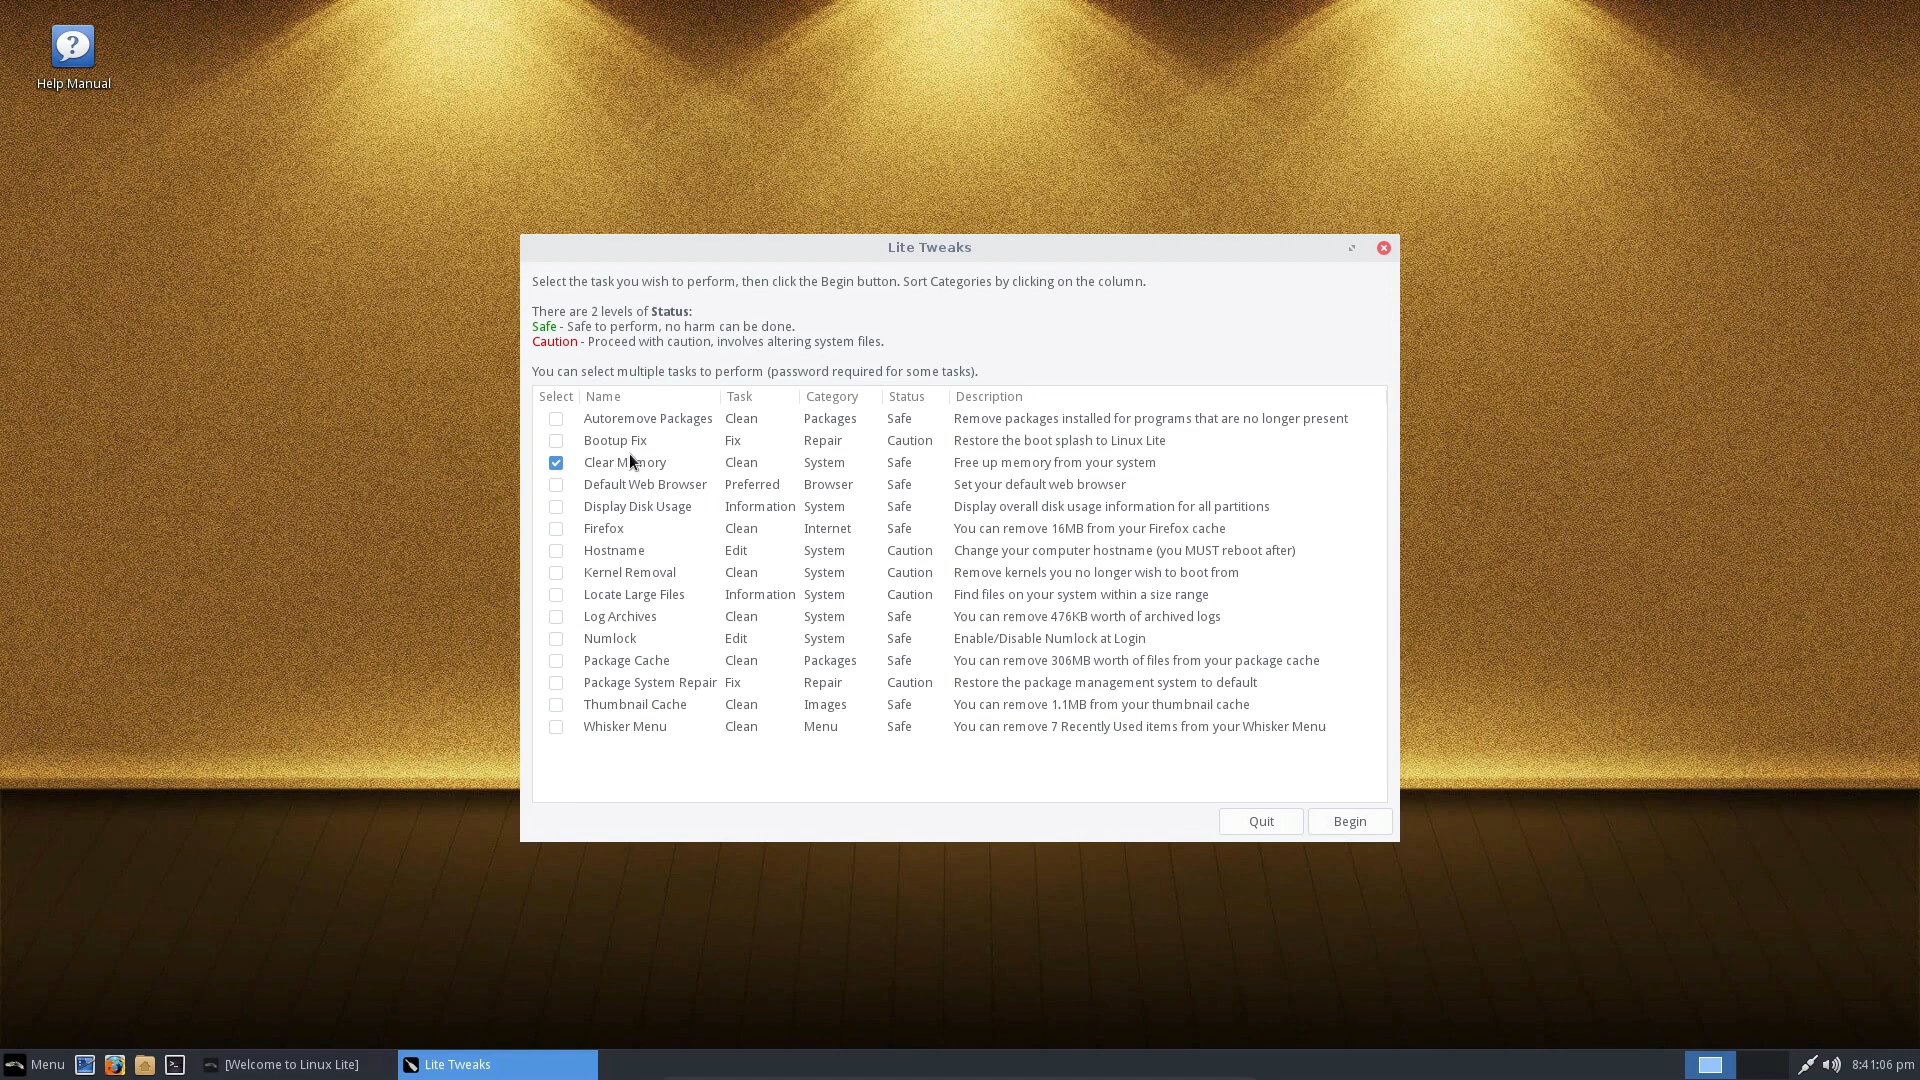 Help Manual
Lite Tweaks
Select the task you wish to perform, then click the Begin button. Sort Categories by clicking on the column.
There are 2 levels of Status:
Safe - Safe to perform, no harm can be done.
Caution - Proceed with caution, involves altering system files.
You can select multiple tasks to perform (password required for some tasks).
Select Name Task Category Status Description
Autoremove Packages Clean Packages Safe Remove packages installed for programs that are no longer present
Bootup Fix Fix Repair Caution Restore the boot splash to Linux Lite
Clear Memory Clean System Safe Free up memory from your system
Default Web Browser Preferred Browser Safe Set your default web browser
Display Disk Usage Information System Safe Display overall disk usage information for all partitions
Firefox Clean Internet Safe You can remove 16MB from your Firefox cache
Hostname Edit System Caution Change your computer hostname (you MUST reboot after)
Kernel Removal Clean System Caution Remove kernels you no longer wish to boot from
Locate Large Files Information System Caution Find files on your system within a size range
Log Archives Clean System Safe You can remove 476KB worth of archived logs
Numlock Edit System Safe Enable/Disable Numlock at Login
Package Cache Clean Packages Safe You can remove 306MB worth of files from your package cache
Package System Repair Fix Repair Caution Restore the package management system to default
Thumbnail Cache Clean Images Safe You can remove 1.1MB from your thumbnail cache
Whisker Menu Clean Menu Safe You can remove 7 Recently Used items from your Whisker Menu
Quit Begin
Menu [Welcome to Linux Lite] Lite Tweaks 8:41:06 pm